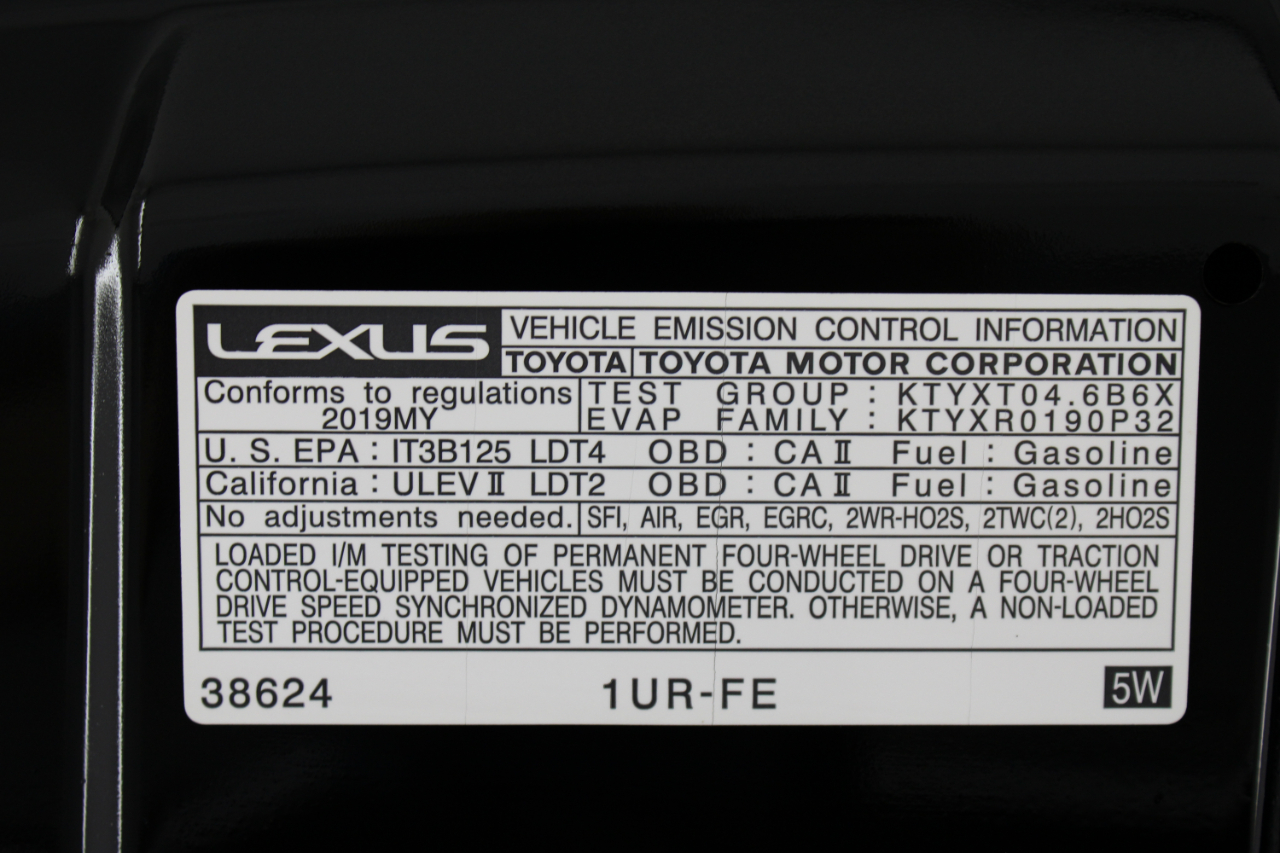 LEXUS VEHICLE EMISSION CONTROL INFORMATION
TOYOTA TOYOTA MOTOR CORPORATION
Conforms to regulations 2019MY
TEST GROUP : KTYXT04.6B6X
EVAP FAMILY : KTYXR0190P32
U. S. EPA : IT3B125 LDT4 OBD : CA II Fuel : Gasoline
California : ULEV II LDT2 OBD : CA II Fuel : Gasoline
No adjustments needed. SFI, AIR, EGR, EGRC, 2WR-HO2S, 2TWC(2), 2HO2S
LOADED I/M TESTING OF PERMANENT FOUR-WHEEL DRIVE OR TRACTION
CONTROL-EQUIPPED VEHICLES MUST BE CONDUCTED ON A FOUR-WHEEL
DRIVE SPEED SYNCHRONIZED DYNAMOMETER. OTHERWISE, A NON-LOADED
TEST PROCEDURE MUST BE PERFORMED.
38624 1UR-FE 5W